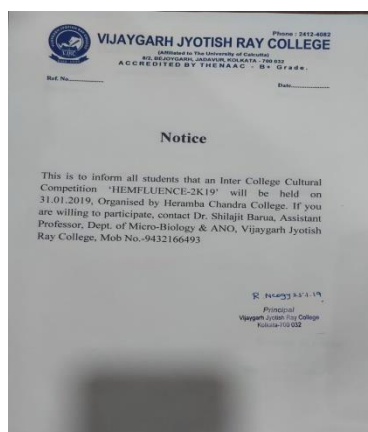 Phone : 2412-4082
VIJAYGARH JYOTISH RAY COLLEGE
(Affiliated to The University of Calcutta)
8/2, BEJOYGARH, JADAVUR, KOLKATA - 700 032
ACCREDITED BY THENAAC - B+ Grade.
Ref. No.
Date
Notice
This is to inform all students that an Inter College Cultural
Competition 'HEMFLUENCE-2K19' will be held on
31.01.2019, Organised by Heramba Chandra College. If you
are willing to participate, contact Dr. Shilajit Barua, Assistant
Professor, Dept. of Micro-Biology & ANO, Vijaygarh Jyotish
Ray College, Mob No.-9432166493
Principal
Vijaygarh Jyotish Ray College
Kolkata-700 032